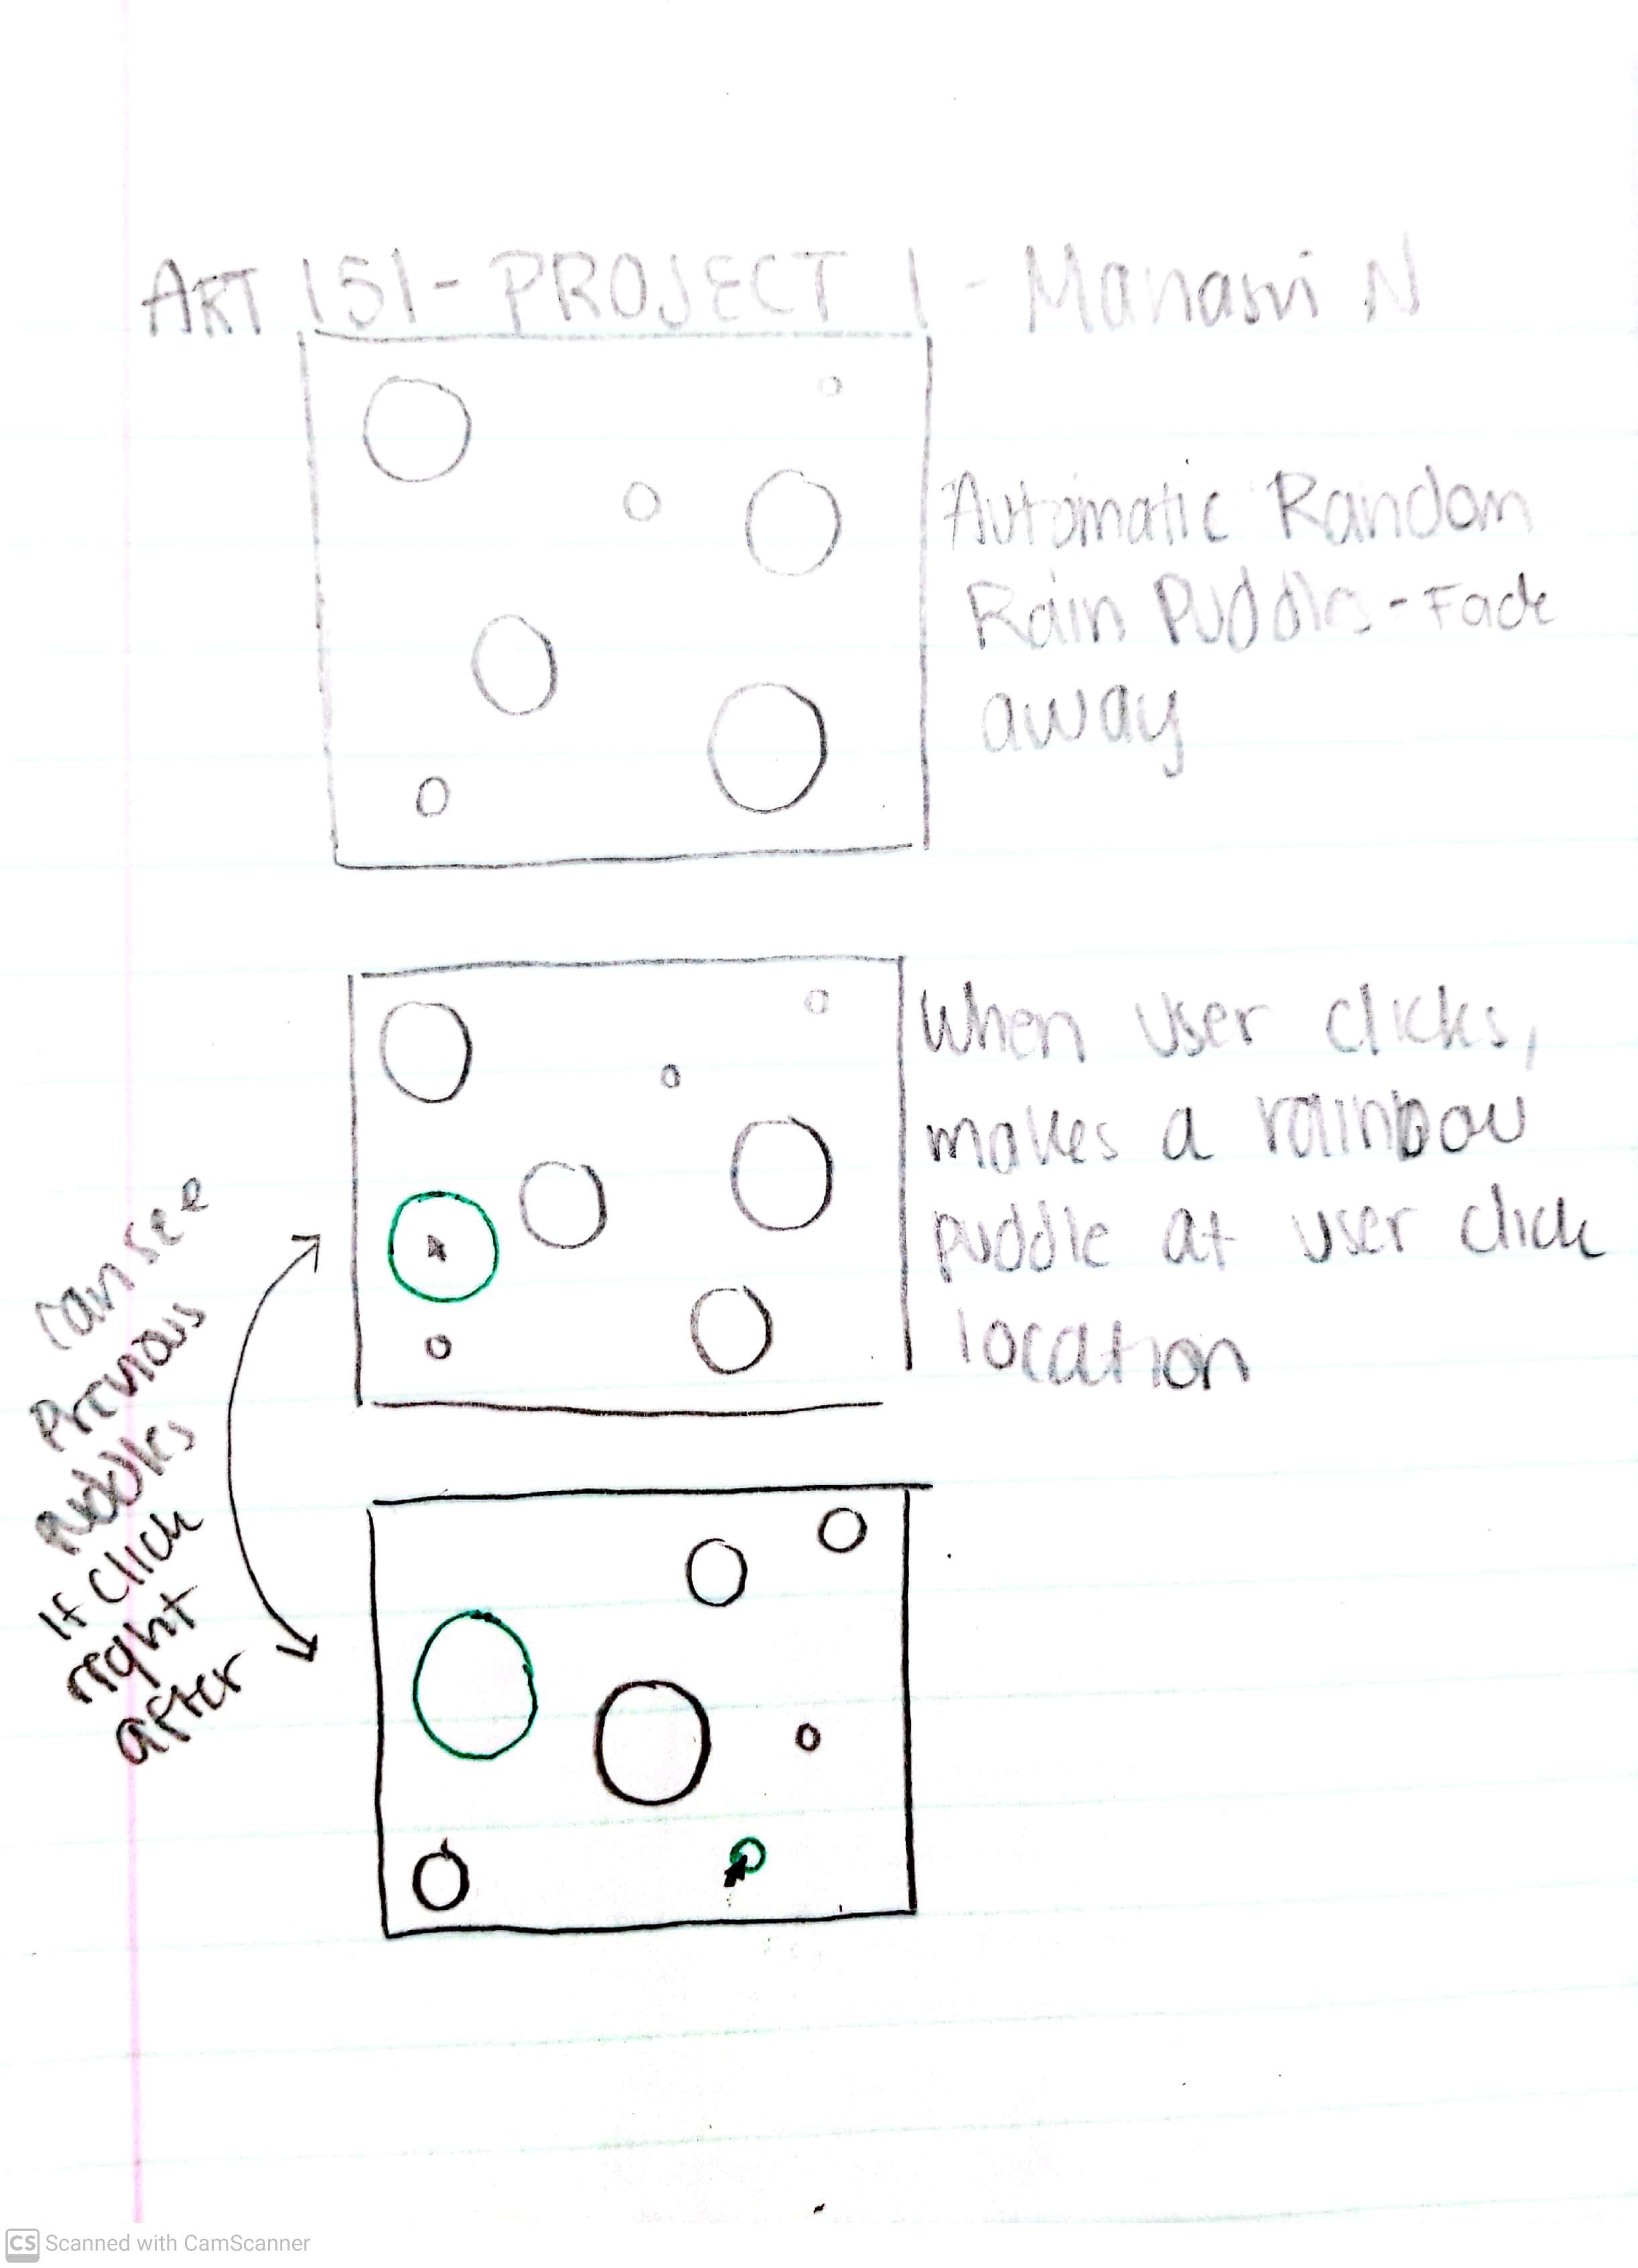 ART 151 - PROJECT 1 - Manasvi N
Automatic Random
Rain Puddles - Fade
away
When user clicks,
makes a rainbow
puddle at user click
location
can see
previous
puddles
if click
right
after
CS Scanned with CamScanner